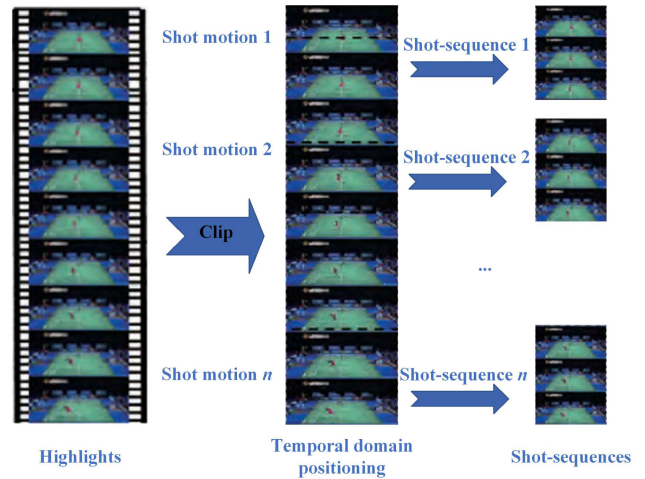 Shot motion 1
Shot-sequence 1
Shot motion 2
Shot-sequence 2
Clip
...
Shot motion n
Shot-sequence n
Highlights
Temporal domain
positioning
Shot-sequences